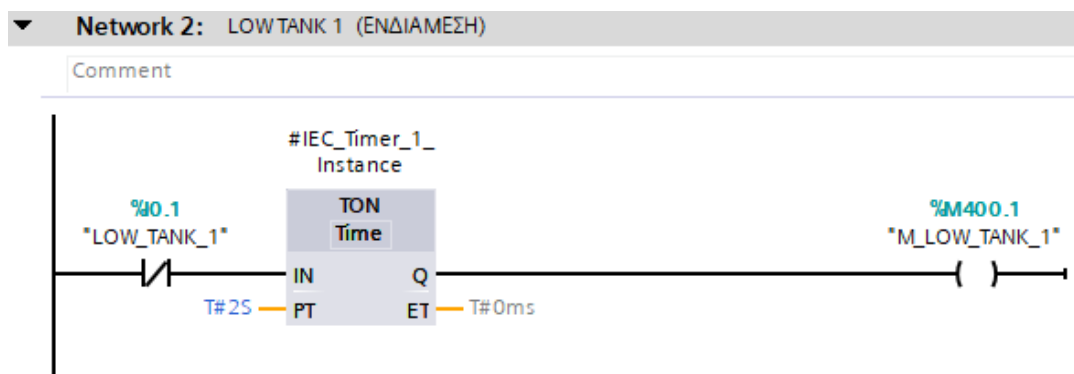 Network 2: LOW TANK 1 (ΕΝΔΙΑΜΕΣΗ)
Comment
#IEC_Timer_1_
Instance
%I0.1
"LOW_TANK_1"
TON
Time
%M400.1
"M_LOW_TANK_1"
IN Q
T#2S PT ET T#0ms